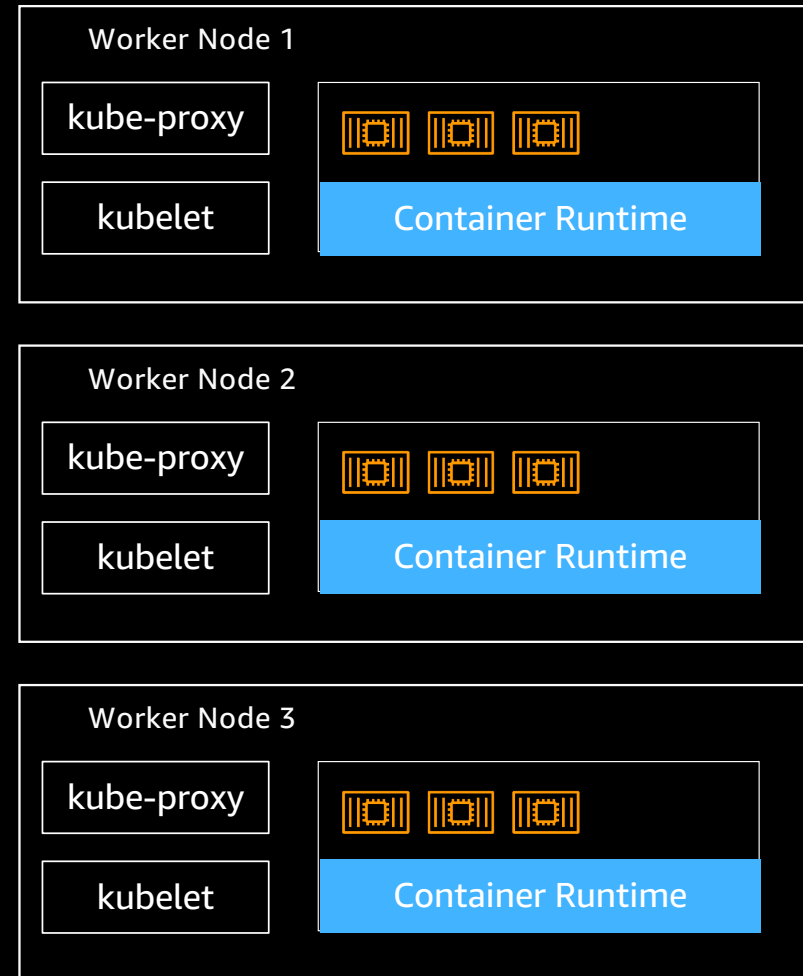 Worker Node 1
kube-proxy
kubelet
Container Runtime
Worker Node 2
kube-proxy
kubelet
Container Runtime
Worker Node 3
kube-proxy
kubelet
Container Runtime